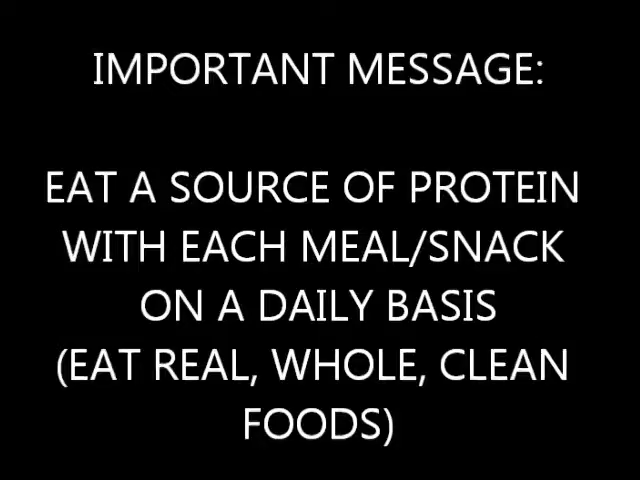 IMPORTANT MESSAGE:
EAT A SOURCE OF PROTEIN
WITH EACH MEAL/SNACK
ON A DAILY BASIS
(EAT REAL, WHOLE, CLEAN
FOODS)